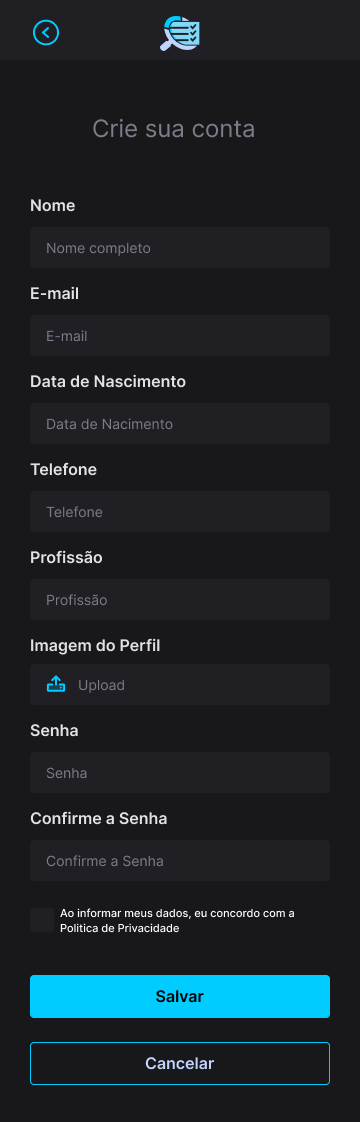 Crie sua conta
Nome
Nome completo
E-mail
E-mail
Data de Nascimento
Data de Nacimento
Telefone
Telefone
Profissão
Profissão
Imagem do Perfil
Upload
Senha
Senha
Confirme a Senha
Confirme a Senha
Ao informar meus dados, eu concordo com a
Politica de Privacidade
Salvar
Cancelar